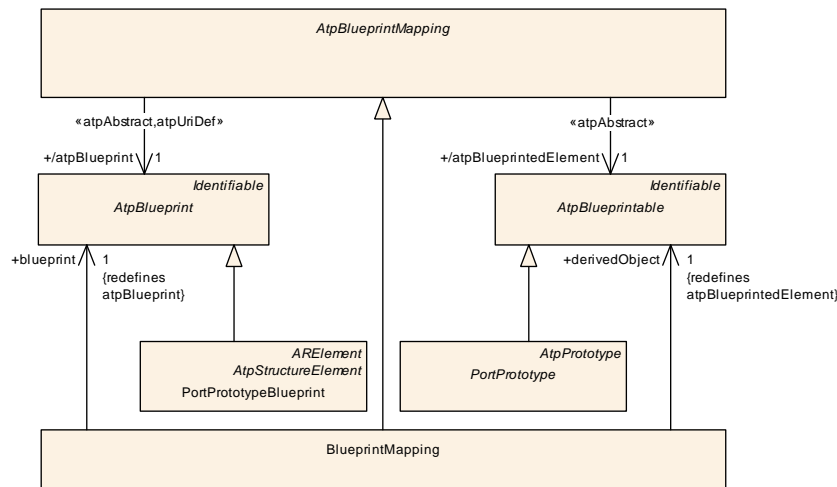 AtpBlueprintMapping
«atpAbstract,atpUriDef»
«atpAbstract»
+/atpBlueprint 1
+/atpBlueprintedElement 1
Identifiable
AtpBlueprint
Identifiable
AtpBlueprintable
+blueprint 1
{redefines
atpBlueprint}
+derivedObject 1
{redefines
atpBlueprintedElement}
ARElement
AtpStructureElement
PortPrototypeBlueprint
AtpPrototype
PortPrototype
BlueprintMapping